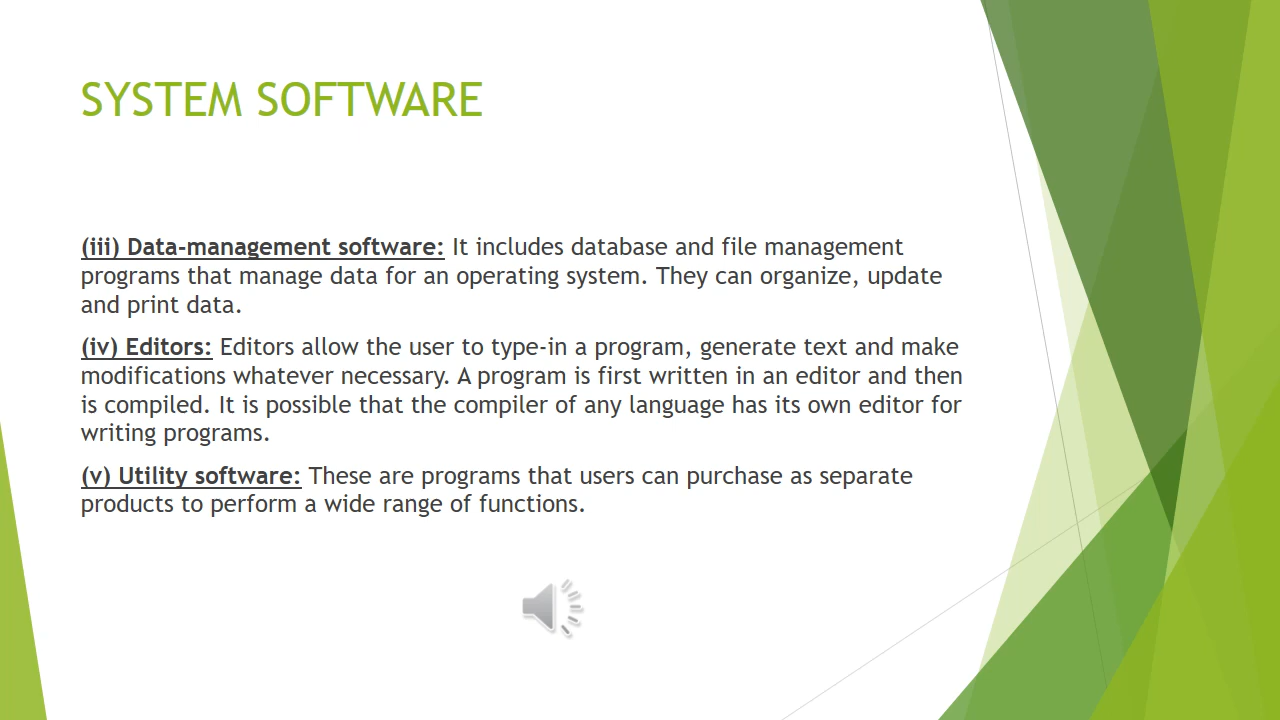 SYSTEM SOFTWARE
(iii) Data-management software: It includes database and file management
programs that manage data for an operating system. They can organize, update
and print data.
(iv) Editors: Editors allow the user to type-in a program, generate text and make
modifications whatever necessary. A program is first written in an editor and then
is compiled. It is possible that the compiler of any language has its own editor for
writing programs.
(v) Utility software: These are programs that users can purchase as separate
products to perform a wide range of functions.